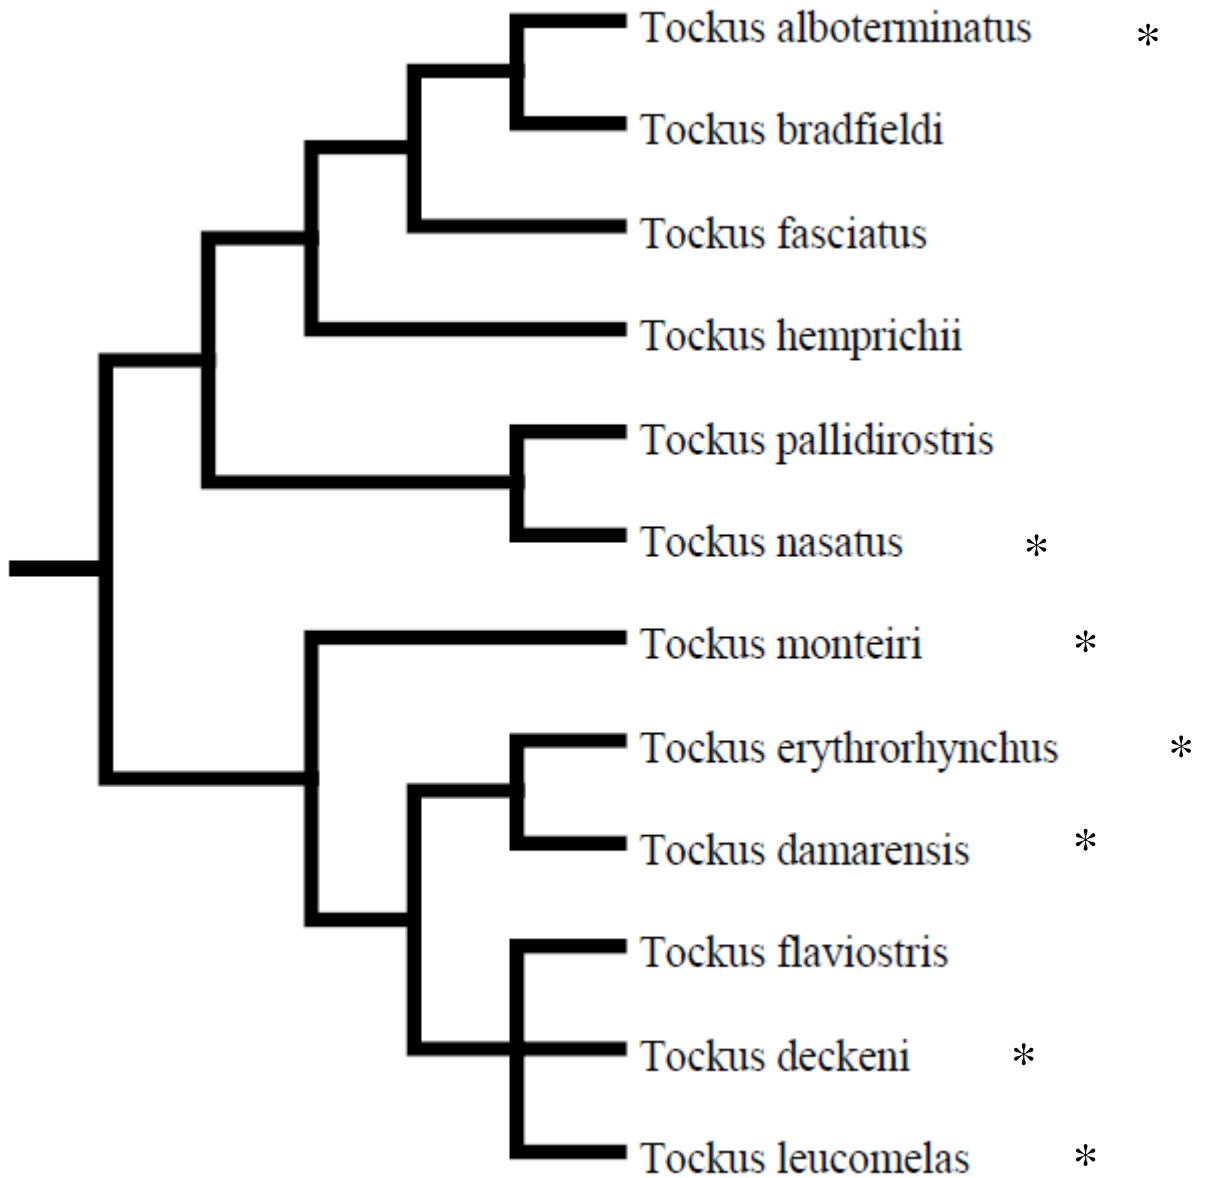 Tockus alboterminatus *
Tockus bradfieldi
Tockus fasciatus
Tockus hemprichii
Tockus pallidirostris
Tockus nasatus *
Tockus monteiri *
Tockus erythrorhynchus *
Tockus damarensis *
Tockus flaviostris
Tockus deckeni *
Tockus leucomelas *